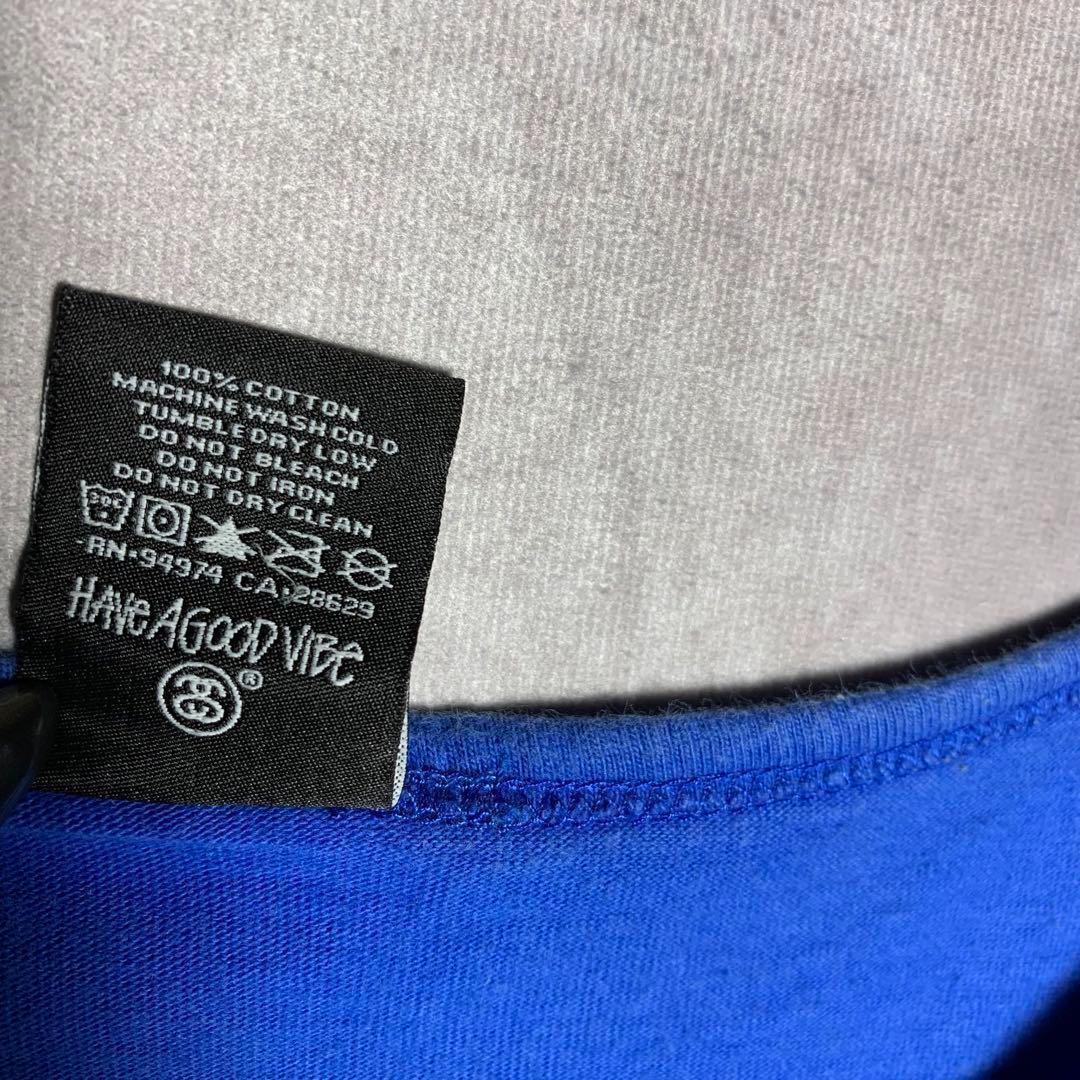 100% COTTON
MACHINE WASH COLD
TUMBLE DRY LOW
DO NOT BLEACH
DO NOT IRON
DO NOT DRY CLEAN
30C
-RN-94974 CA-28629
HAVE A GOOD VIBE
®